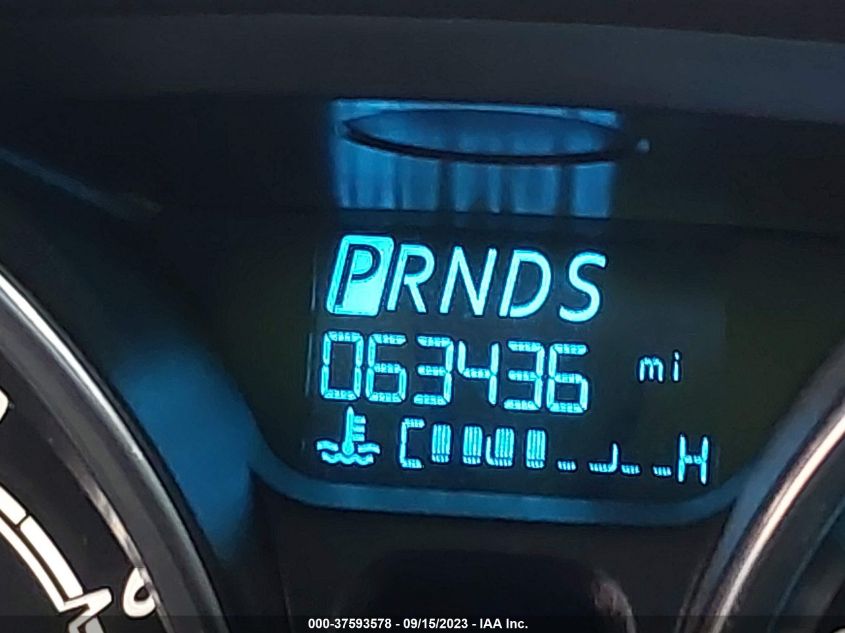 PRNDS
063436 mi
C H
000-37593578 - 09/15/2023 - IAA Inc.